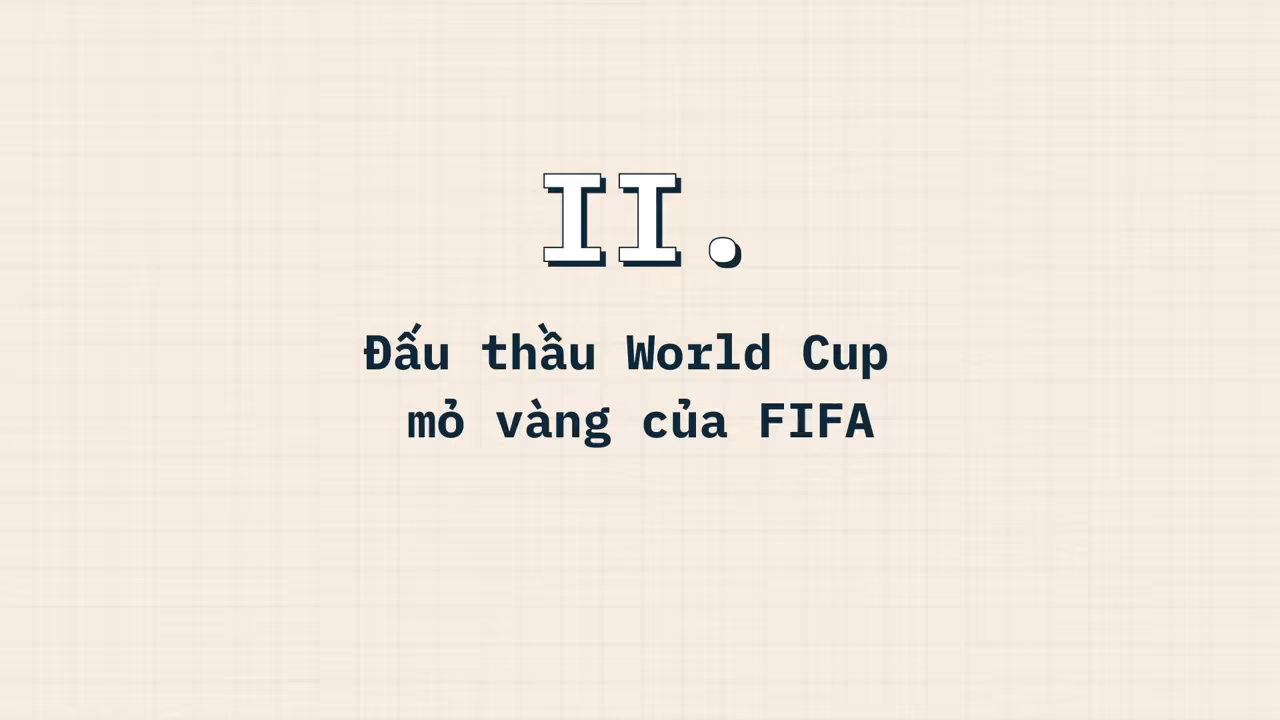 II.
Đấu thầu World Cup
mỏ vàng của FIFA